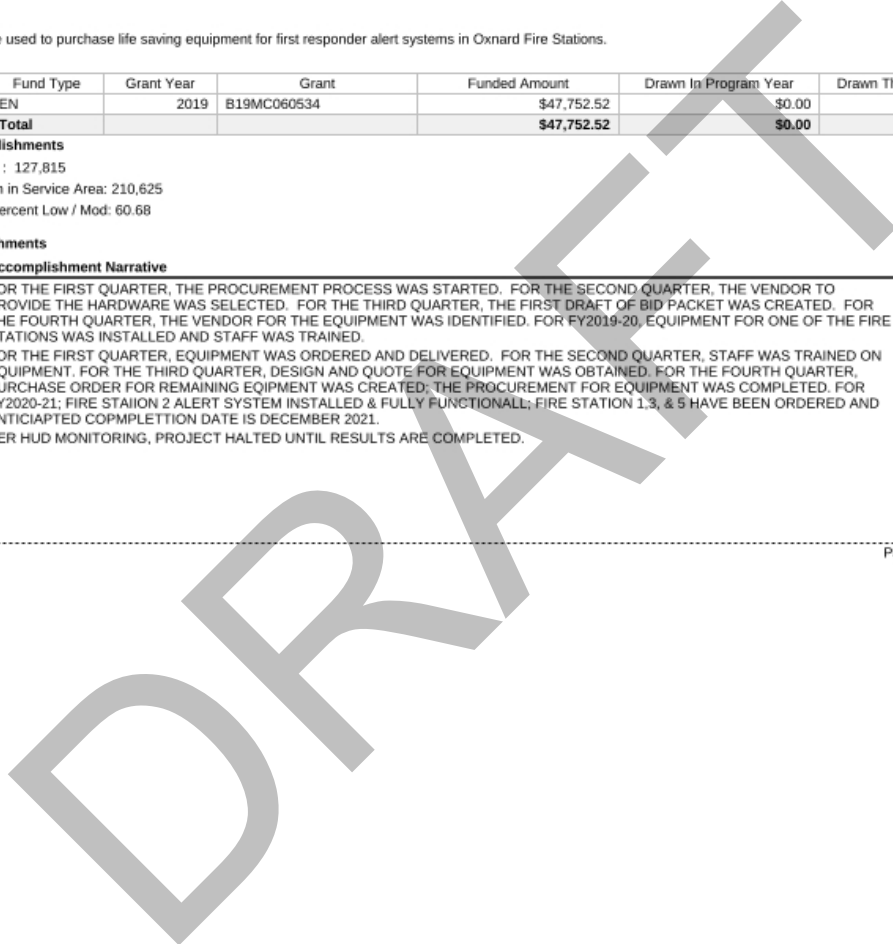 e used to purchase life saving equipment for first responder alert systems in Oxnard Fire Stations.
Fund Type Grant Year Grant Funded Amount Drawn In Program Year Drawn Th
EN 2019 B19MC060534 $47,752.52 $0.00
Total $47,752.52 $0.00
lishments
: 127,815
n in Service Area: 210,625
ercent Low / Mod: 60.68
hments
ccomplishment Narrative
OR THE FIRST QUARTER, THE PROCUREMENT PROCESS WAS STARTED. FOR THE SECOND QUARTER, THE VENDOR TO
ROVIDE THE HARDWARE WAS SELECTED. FOR THE THIRD QUARTER, THE FIRST DRAFT OF BID PACKET WAS CREATED. FOR
HE FOURTH QUARTER, THE VENDOR FOR THE EQUIPMENT WAS IDENTIFIED. FOR FY2019-20, EQUIPMENT FOR ONE OF THE FIRE
TATIONS WAS INSTALLED AND STAFF WAS TRAINED.
OR THE FIRST QUARTER, EQUIPMENT WAS ORDERED AND DELIVERED. FOR THE SECOND QUARTER, STAFF WAS TRAINED ON
QUIPMENT. FOR THE THIRD QUARTER, DESIGN AND QUOTE FOR EQUIPMENT WAS OBTAINED. FOR THE FOURTH QUARTER,
URCHASE ORDER FOR REMAINING EQIPMENT WAS CREATED; THE PROCUREMENT FOR EQUIPMENT WAS COMPLETED. FOR
Y2020-21; FIRE STAIION 2 ALERT SYSTEM INSTALLED & FULLY FUNCTIONALL; FIRE STATION 1,3, & 5 HAVE BEEN ORDERED AND
NTICIAPTED COPMPLETTION DATE IS DECEMBER 2021.
ER HUD MONITORING, PROJECT HALTED UNTIL RESULTS ARE COMPLETED.
P
DRAFT